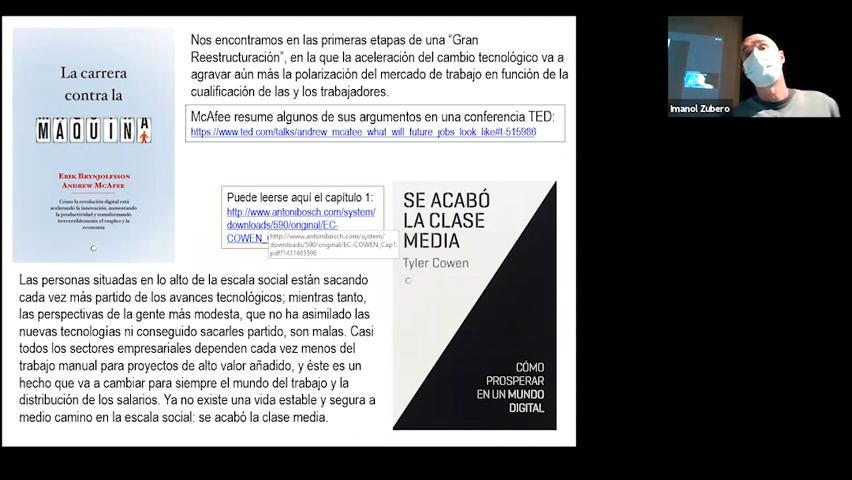 La carrera
contra la
MÁQUINA
ERIK BRYNJOLFSSON
ANDREW MCAFEE
Cómo la revolución digital está
acelerando la innovación, aumentando
la productividad y transformando
irreversiblemente el empleo y la
economía
Nos encontramos en las primeras etapas de una “Gran
Reestructuración”, en la que la aceleración del cambio tecnológico va a
agravar aún más la polarización del mercado de trabajo en función de la
cualificación de las y los trabajadores.
McAfee resume algunos de sus argumentos en una conferencia TED:
https://www.ted.com/talks/andrew_mcafee_what_will_future_jobs_look_like#t-515986
Imanol Zubero
Puede leerse aquí el capítulo 1:
http://www.antonibosch.com/system/
downloads/590/original/EC-
COWEN_
http://www.antonibosch.com/system/
downloads/590/original/EC-COWEN_Cap1.
pdf?1411465596
SE ACABÓ
LA CLASE
MEDIA
Tyler Cowen
CÓMO
PROSPERAR
EN UN MUNDO
DIGITAL
Las personas situadas en lo alto de la escala social están sacando
cada vez más partido de los avances tecnológicos; mientras tanto,
las perspectivas de la gente más modesta, que no ha asimilado las
nuevas tecnologías ni conseguido sacarles partido, son malas. Casi
todos los sectores empresariales dependen cada vez menos del
trabajo manual para proyectos de alto valor añadido, y éste es un
hecho que va a cambiar para siempre el mundo del trabajo y la
distribución de los salarios. Ya no existe una vida estable y segura a
medio camino en la escala social: se acabó la clase media.